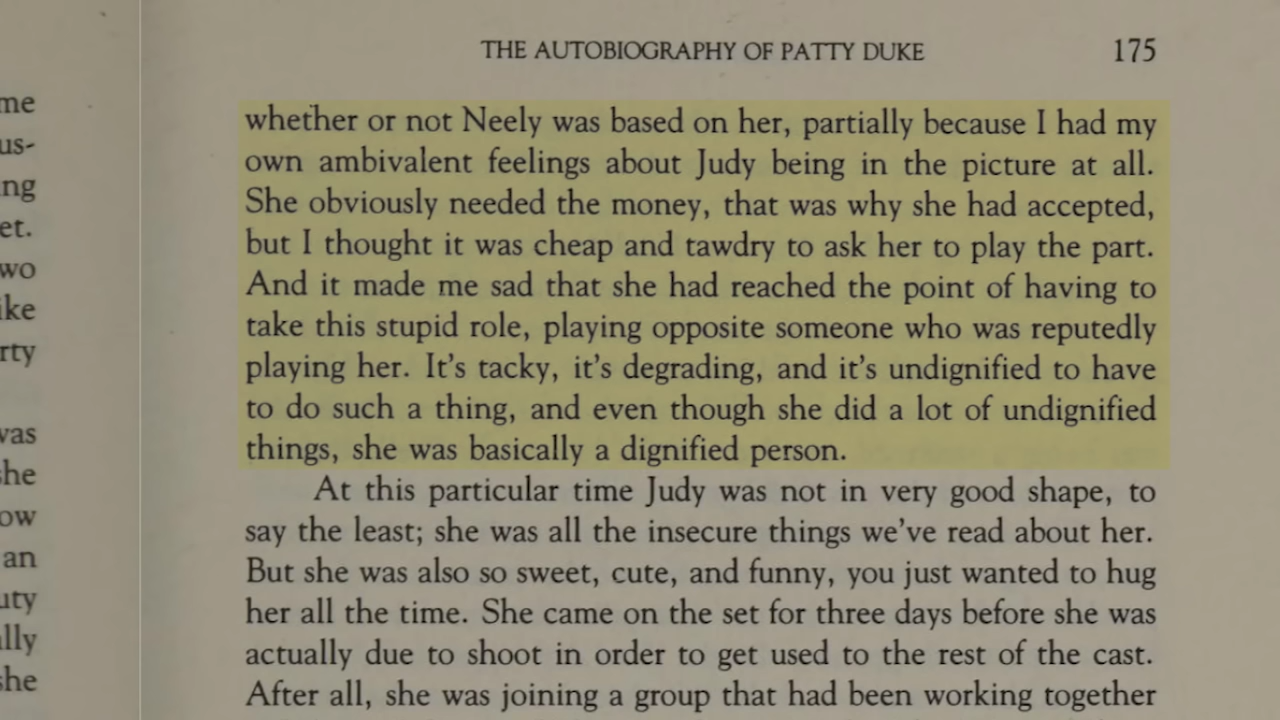 THE AUTOBIOGRAPHY OF PATTY DUKE 175
whether or not Neely was based on her, partially because I had my
own ambivalent feelings about Judy being in the picture at all.
She obviously needed the money, that was why she had accepted,
but I thought it was cheap and tawdry to ask her to play the part.
And it made me sad that she had reached the point of having to
take this stupid role, playing opposite someone who was reputedly
playing her. It's tacky, it's degrading, and it's undignified to have
to do such a thing, and even though she did a lot of undignified
things, she was basically a dignified person.
At this particular time Judy was not in very good shape, to
say the least; she was all the insecure things we've read about her.
But she was also so sweet, cute, and funny, you just wanted to hug
her all the time. She came on the set for three days before she was
actually due to shoot in order to get used to the rest of the cast.
After all, she was joining a group that had been working together